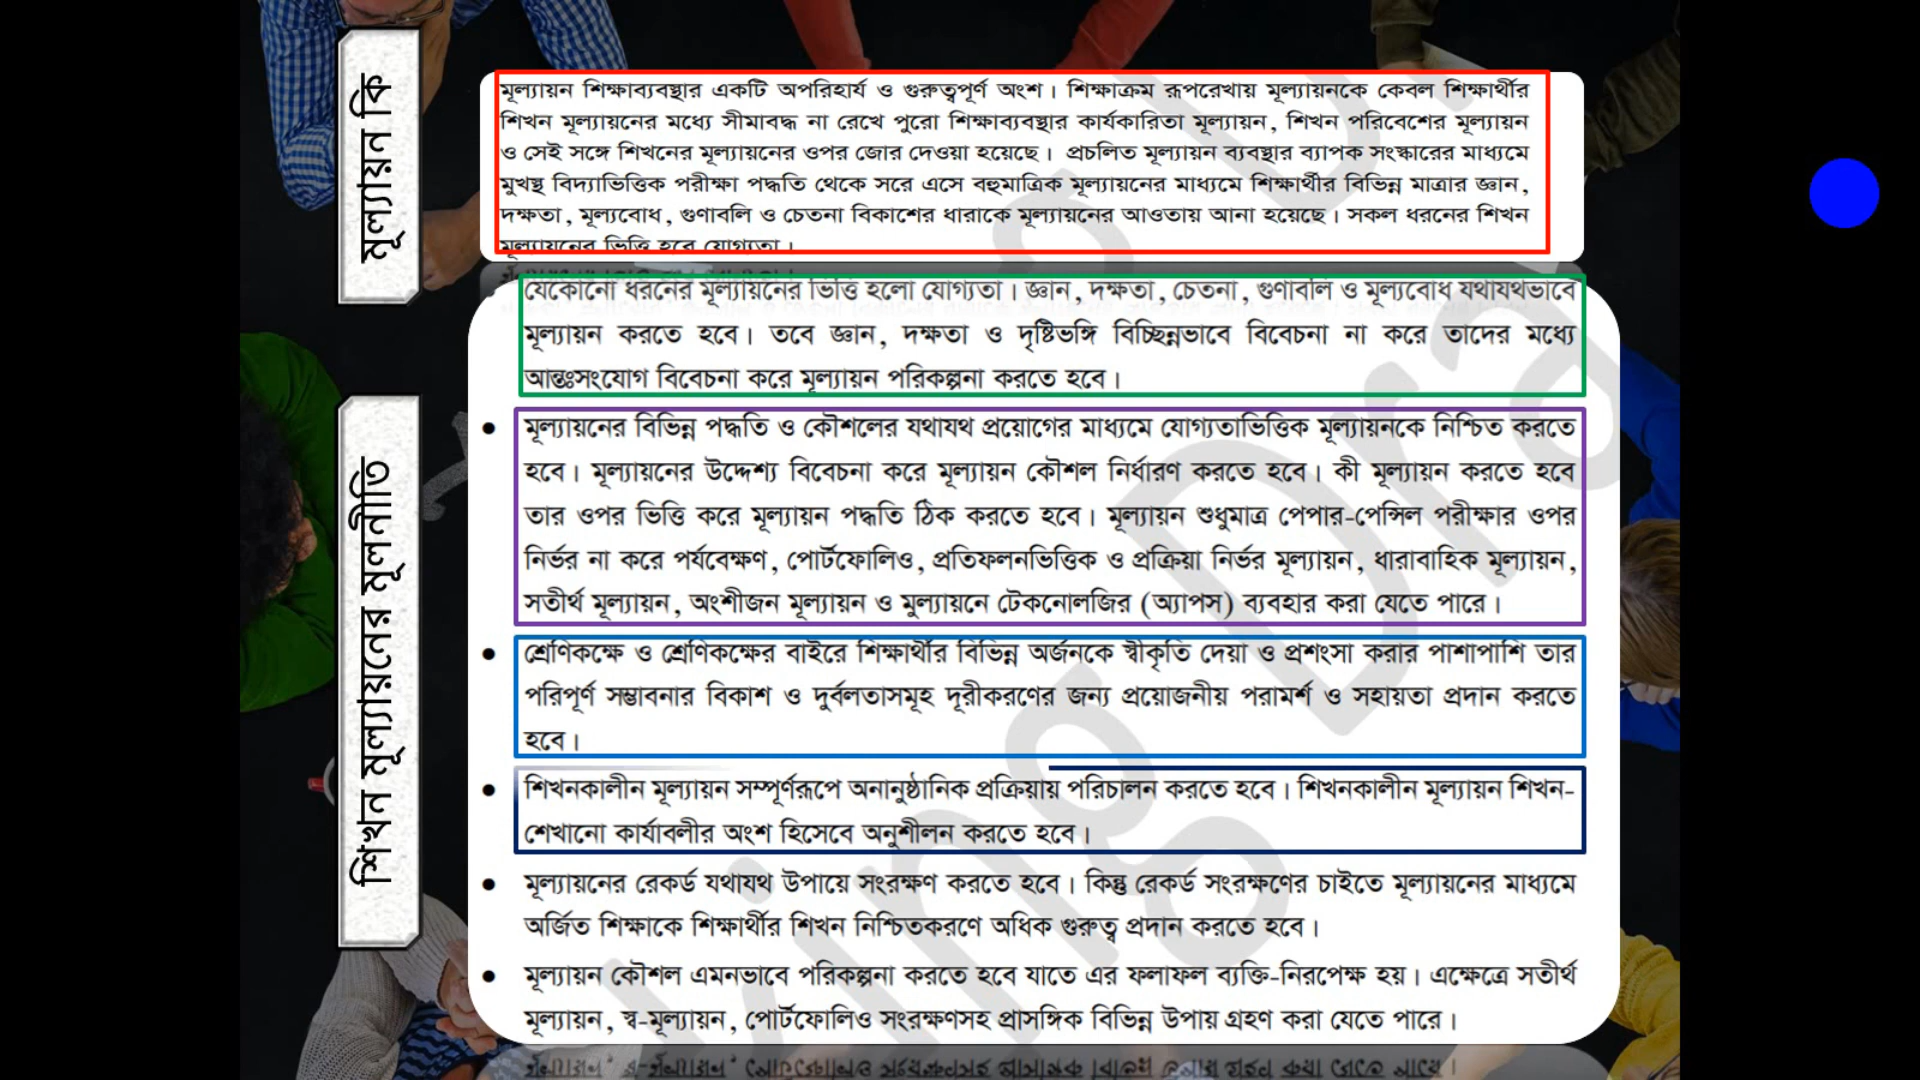 মূল্যায়ন কি
মূল্যায়ন শিক্ষাব্যবস্থার একটি অপরিহার্য ও গুরুত্বপূর্ণ অংশ। শিক্ষাক্রম রূপরেখায় মূল্যায়নকে কেবল শিক্ষার্থীর
শিখন মূল্যায়নের মধ্যে সীমাবদ্ধ না রেখে পুরো শিক্ষাব্যবস্থার কার্যকারিতা মূল্যায়ন, শিখন পরিবেশের মূল্যায়ন
ও সেই সঙ্গে শিখনের মূল্যায়নের ওপর জোর দেওয়া হয়েছে। প্রচলিত মূল্যায়ন ব্যবস্থার ব্যাপক সংস্কারের মাধ্যমে
মুখস্থ বিদ্যাভিত্তিক পরীক্ষা পদ্ধতি থেকে সরে এসে বহুমাত্রিক মূল্যায়নের মাধ্যমে শিক্ষার্থীর বিভিন্ন মাত্রার জ্ঞান,
দক্ষতা, মূল্যবোধ, গুণাবলি ও চেতনা বিকাশের ধারাকে মূল্যায়নের আওতায় আনা হয়েছে। সকল ধরনের শিখন
মূল্যায়নের ভিত্তি হবে যোগ্যতা।
শিখন মূল্যায়নের মূলনীতি
যেকোনো ধরনের মূল্যায়নের ভিত্তি হলো যোগ্যতা। জ্ঞান, দক্ষতা, চেতনা, গুণাবলি ও মূল্যবোধ যথাযথভাবে
মূল্যায়ন করতে হবে। তবে জ্ঞান, দক্ষতা ও দৃষ্টিভঙ্গি বিচ্ছিন্নভাবে বিবেচনা না করে তাদের মধ্যে
আন্তঃসংযোগ বিবেচনা করে মূল্যায়ন পরিকল্পনা করতে হবে।
● মূল্যায়নের বিভিন্ন পদ্ধতি ও কৌশলের যথাযথ প্রয়োগের মাধ্যমে যোগ্যতাভিত্তিক মূল্যায়নকে নিশ্চিত করতে
হবে। মূল্যায়নের উদ্দেশ্য বিবেচনা করে মূল্যায়ন কৌশল নির্ধারণ করতে হবে। কী মূল্যায়ন করতে হবে
তার ওপর ভিত্তি করে মূল্যায়ন পদ্ধতি ঠিক করতে হবে। মূল্যায়ন শুধুমাত্র পেপার-পেন্সিল পরীক্ষার ওপর
নির্ভর না করে পর্যবেক্ষণ, পোর্টফোলিও, প্রতিফলনভিত্তিক ও প্রক্রিয়া নির্ভর মূল্যায়ন, ধারাবাহিক মূল্যায়ন,
সতীর্থ মূল্যায়ন, অংশীজন মূল্যায়ন ও মুল্যায়নে টেকনোলজির (অ্যাপস) ব্যবহার করা যেতে পারে।
● শ্রেণিকক্ষে ও শ্রেণিকক্ষের বাইরে শিক্ষার্থীর বিভিন্ন অর্জনকে স্বীকৃতি দেয়া ও প্রশংসা করার পাশাপাশি তার
পরিপূর্ণ সম্ভাবনার বিকাশ ও দুর্বলতাসমূহ দূরীকরণের জন্য প্রয়োজনীয় পরামর্শ ও সহায়তা প্রদান করতে
হবে।
● শিখনকালীন মূল্যায়ন সম্পূর্ণরূপে অনানুষ্ঠানিক প্রক্রিয়ায় পরিচালন করতে হবে। শিখনকালীন মূল্যায়ন শিখন-
শেখানো কার্যাবলীর অংশ হিসেবে অনুশীলন করতে হবে।
● মূল্যায়নের রেকর্ড যথাযথ উপায়ে সংরক্ষণ করতে হবে। কিন্তু রেকর্ড সংরক্ষণের চাইতে মূল্যায়নের মাধ্যমে
অর্জিত শিক্ষাকে শিক্ষার্থীর শিখন নিশ্চিতকরণে অধিক গুরুত্ব প্রদান করতে হবে।
● মূল্যায়ন কৌশল এমনভাবে পরিকল্পনা করতে হবে যাতে এর ফলাফল ব্যক্তি-নিরপেক্ষ হয়। এক্ষেত্রে সতীর্থ
মূল্যায়ন, স্ব-মূল্যায়ন, পোর্টফোলিও সংরক্ষণসহ প্রাসঙ্গিক বিভিন্ন উপায় গ্রহণ করা যেতে পারে।